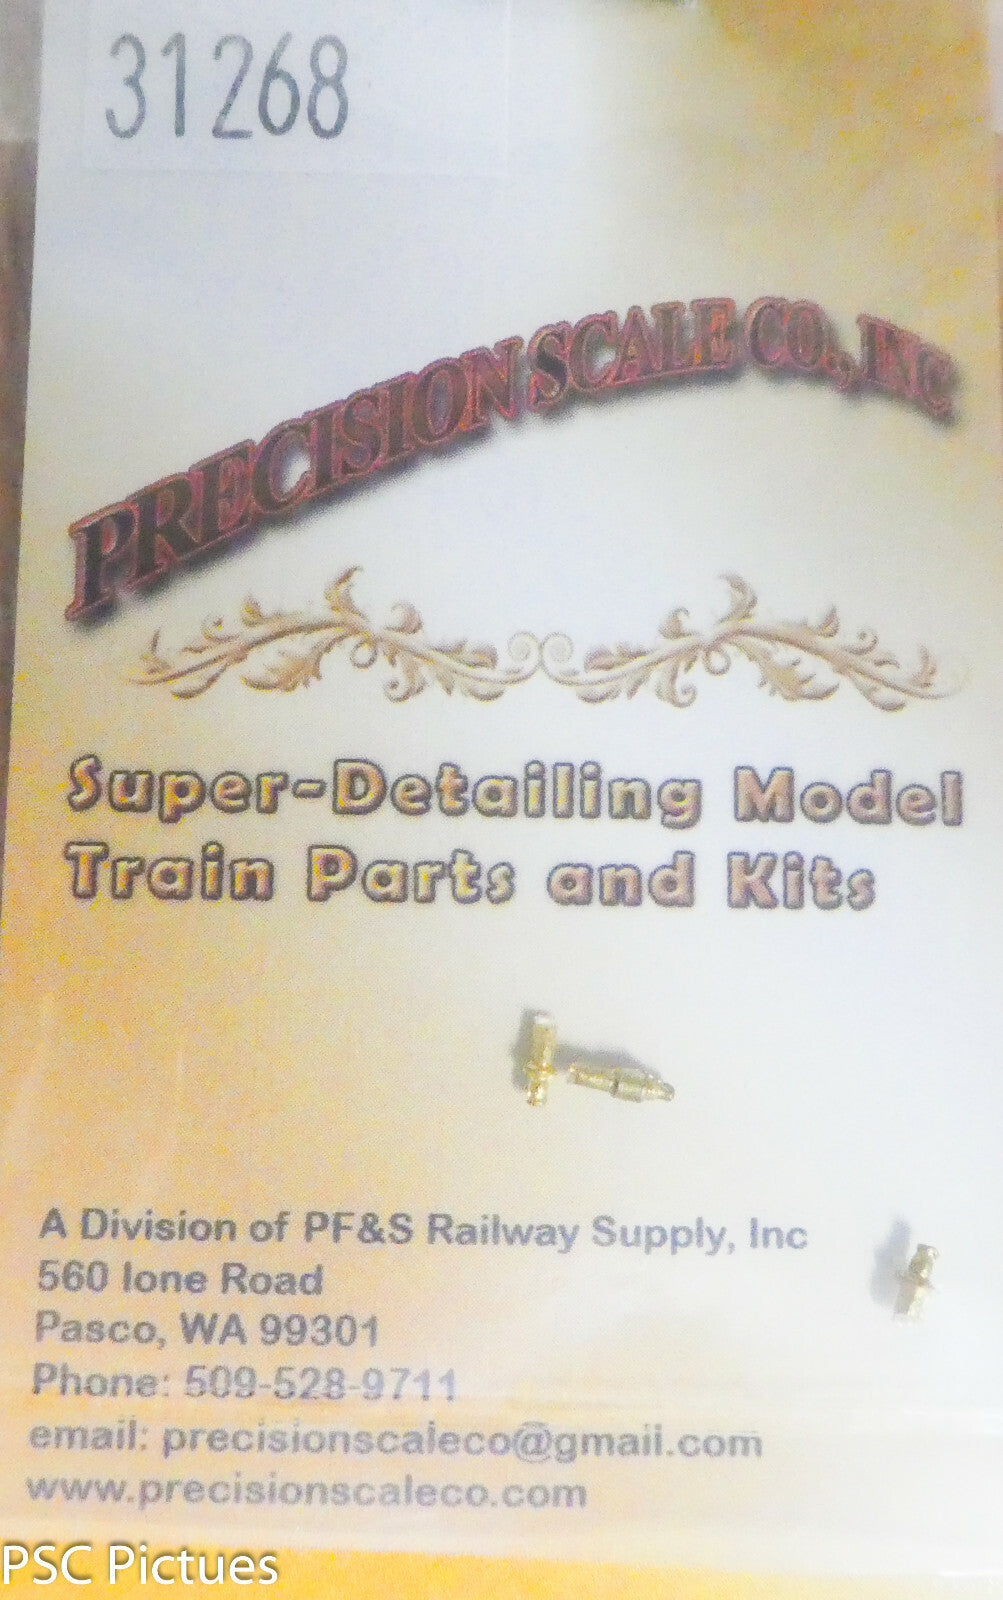 31268
PRECISION SCALE CO., INC
Super-Detailing Model
Train Parts and Kits
A Division of PF&S Railway Supply, Inc
560 Ione Road
Pasco, WA 99301
Phone: 509-528-9711
email: precisionscaleco@gmail.com
www.precisionscaleco.com
PSC Pictues